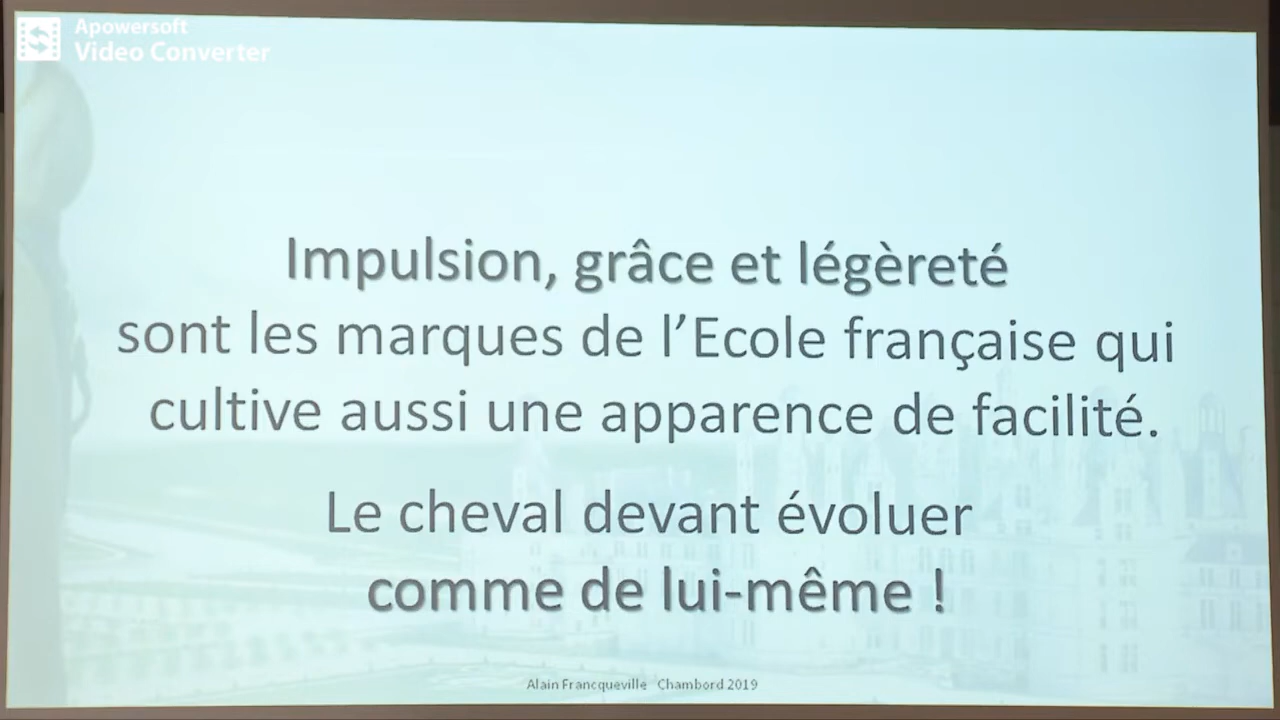 Apowersoft
Video Converter
Impulsion, grâce et légèreté
sont les marques de l’Ecole française qui
cultive aussi une apparence de facilité.
Le cheval devant évoluer
comme de lui-même !
Alain Francqueville Chambord 2019